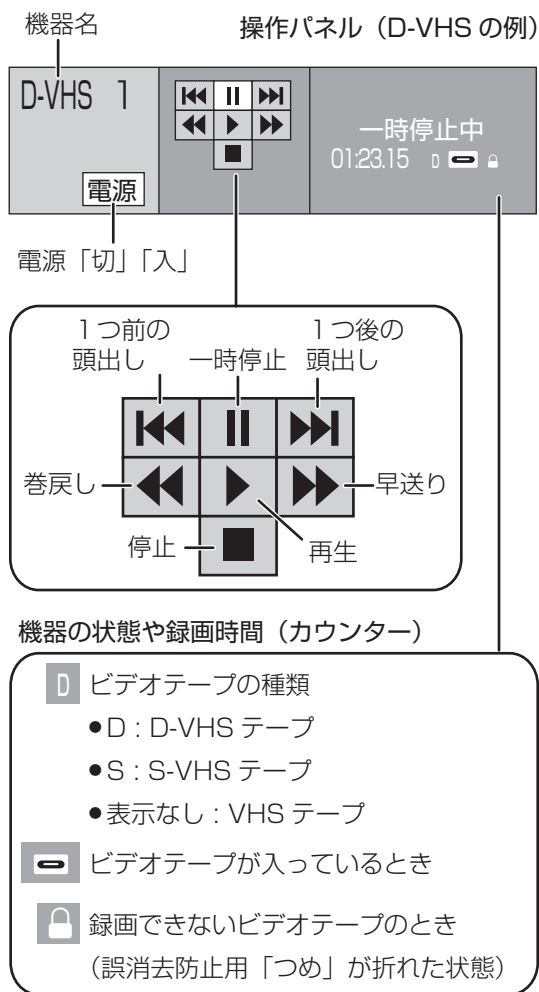 機器名
操作パネル（D-VHS の例）
D-VHS 1
電源
一時停止中
01:23.15 D
電源「切」「入」
1つ前の
頭出し
一時停止
1つ後の
頭出し
巻戻し
早送り
停止
再生
機器の状態や録画時間（カウンター）
D ビデオテープの種類
●D：D-VHS テープ
●S：S-VHS テープ
●表示なし：VHS テープ
ビデオテープが入っているとき
録画できないビデオテープのとき
（誤消去防止用「つめ」が折れた状態）